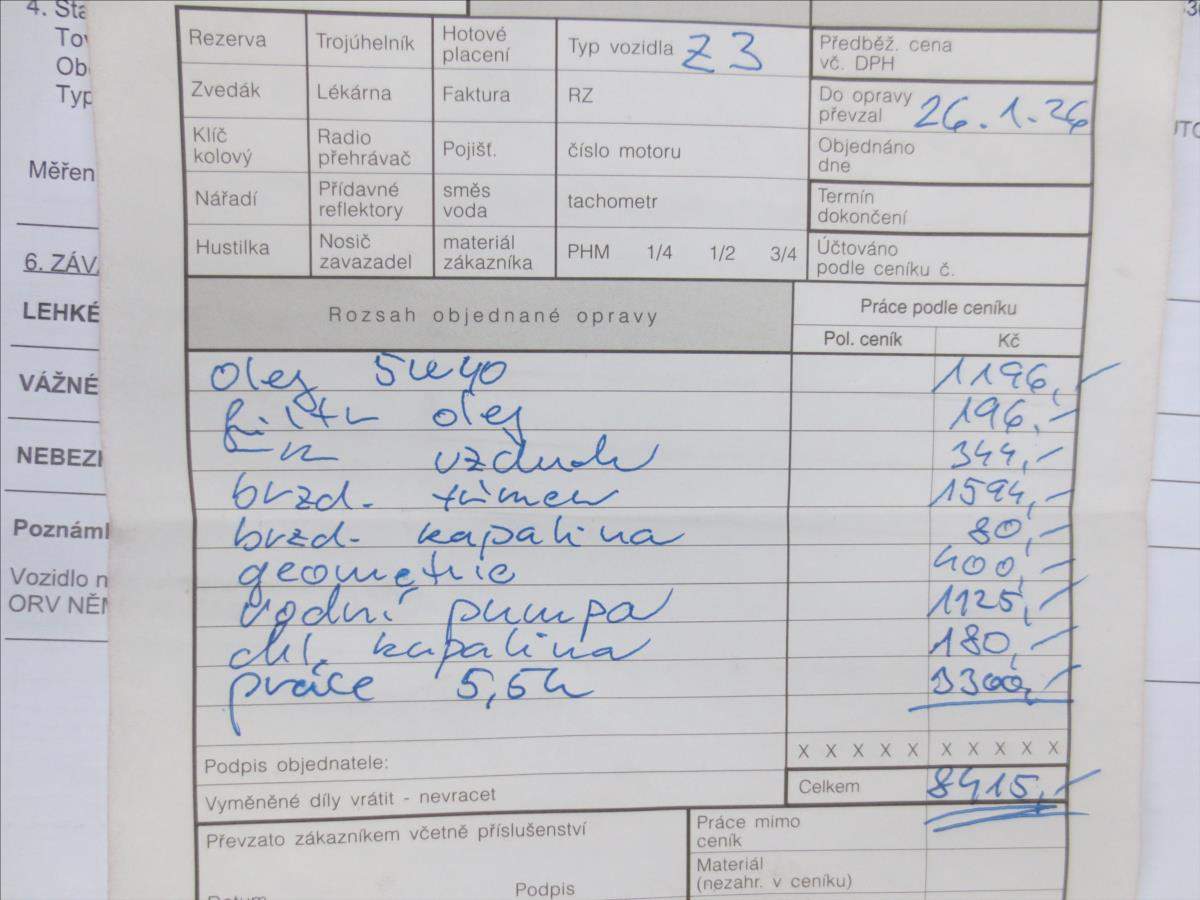 4. Sta
Tov
Obc
Typ
Měřen
6. ZÁVA
LEHKÉ
VÁŽNÉ
NEBEZP
Poznám
Vozidlo n
ORV NĚM
Rezerva Trojúhelník Hotové placení Typ vozidla Z3 Předběž. cena vč. DPH
Zvedák Lékárna Faktura RZ Do opravy převzal 26.1.26
Klíč kolový Radio přehrávač Pojišť. číslo motoru Objednáno dne
Nářadí Přídavné reflektory směs voda tachometr Termín dokončení
Hustilka Nosič zavazadel materiál zákazníka PHM 1/4 1/2 3/4 Účtováno podle ceníku č.
Rozsah objednané opravy Práce podle ceníku
Pol. ceník Kč
olej 5w40 1196,-
filtr olej 196,-
vzduch 344,-
brzd. třmen 1594,-
brzd. kapalina 80,-
geometrie 400,-
vodní pumpa 1125,-
chl. kapalina 180,-
práce 5,5h 3300,-
X X X X X X X X X X
Podpis objednatele:
Vyměněné díly vrátit - nevracet Celkem 8415,-
Převzato zákazníkem včetně příslušenství Práce mimo ceník
Materiál (nezahr. v ceníku)
Datum Podpis